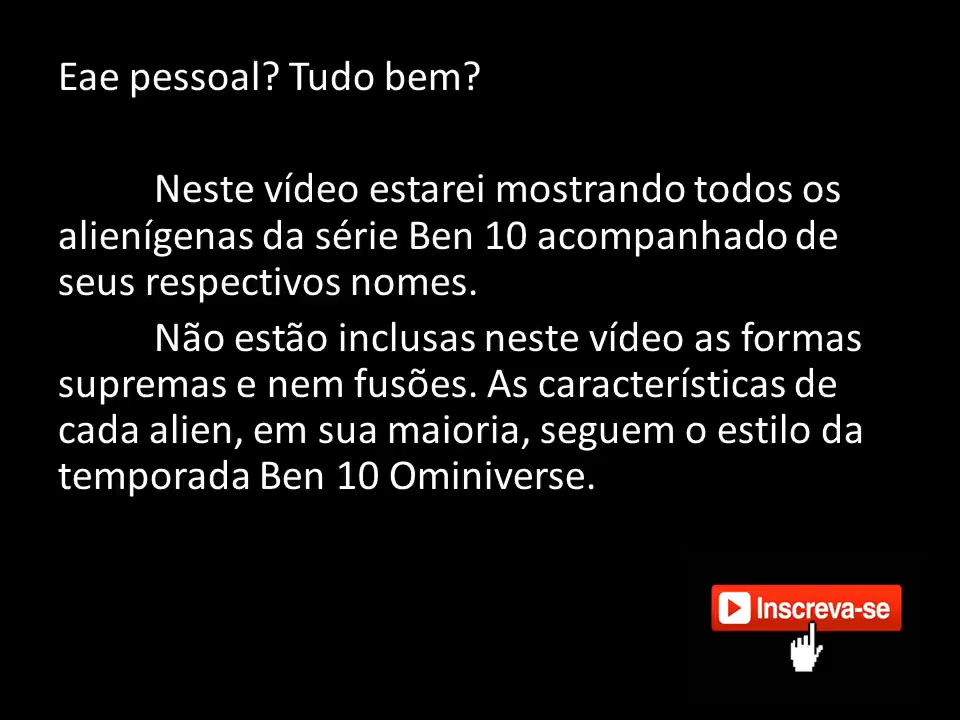 Eae pessoal? Tudo bem?
Neste vídeo estarei mostrando todos os
alienígenas da série Ben 10 acompanhado de
seus respectivos nomes.
Não estão inclusas neste vídeo as formas
supremas e nem fusões. As características de
cada alien, em sua maioria, seguem o estilo da
temporada Ben 10 Ominiverse.
Inscreva-se